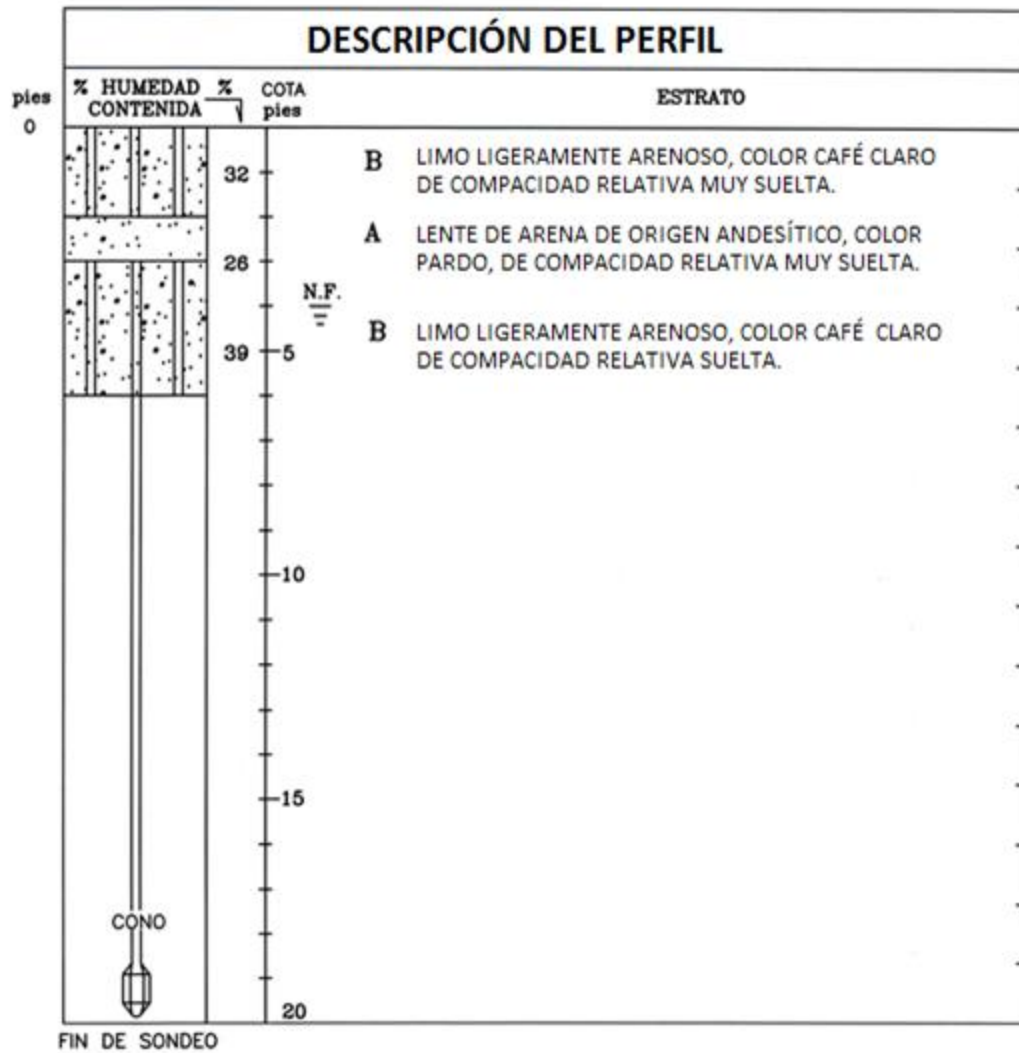 DESCRIPCIÓN DEL PERFIL
pies
% HUMEDAD CONTENIDA
%
COTA pies
ESTRATO
0
32
B LIMO LIGERAMENTE ARENOSO, COLOR CAFÉ CLARO
DE COMPACIDAD RELATIVA MUY SUELTA.
A LENTE DE ARENA DE ORIGEN ANDESÍTICO, COLOR
PARDO, DE COMPACIDAD RELATIVA MUY SUELTA.
26
N.F.
39
5
B LIMO LIGERAMENTE ARENOSO, COLOR CAFÉ CLARO
DE COMPACIDAD RELATIVA SUELTA.
10
15
CONO
20
FIN DE SONDEO